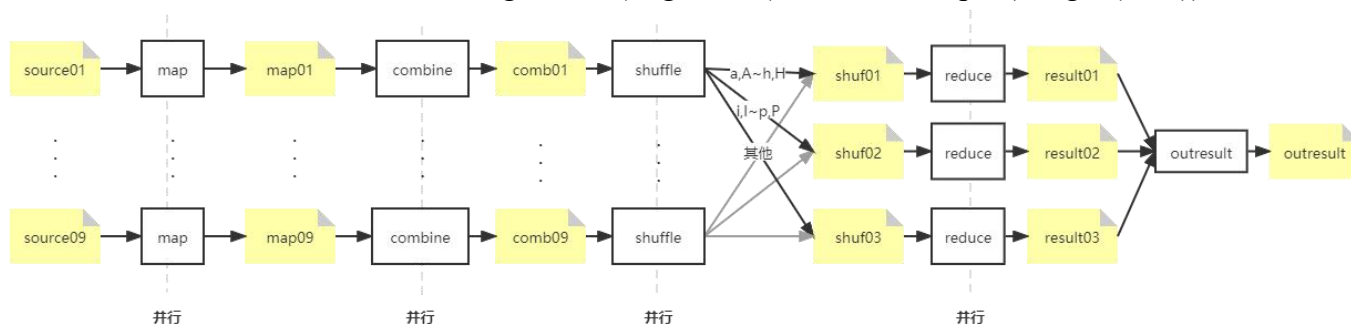 source01 map map01 combine comb01 shuffle a,A~h,H shuf01 reduce result01
i,I~p,P
其他 shuf02 reduce result02 outresult outresult
source09 map map09 combine comb09 shuffle shuf03 reduce result03
并行 并行 并行 并行